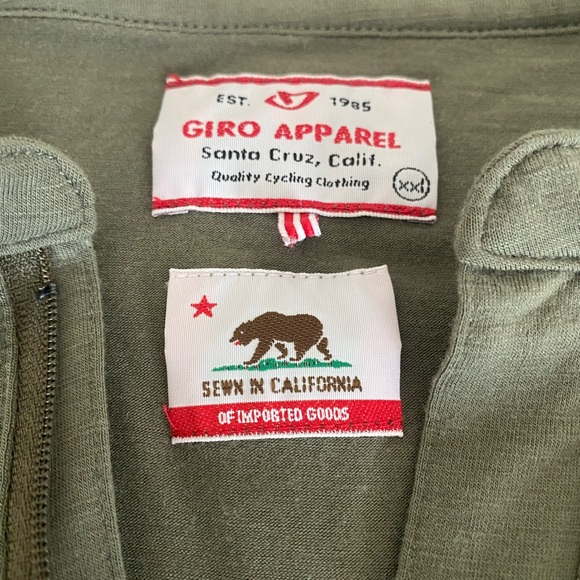 EST. 1985
GIRO APPAREL
Santa Cruz, Calif.
Quality Cycling Clothing
xxl
SEWN IN CALIFORNIA
OF IMPORTED GOODS